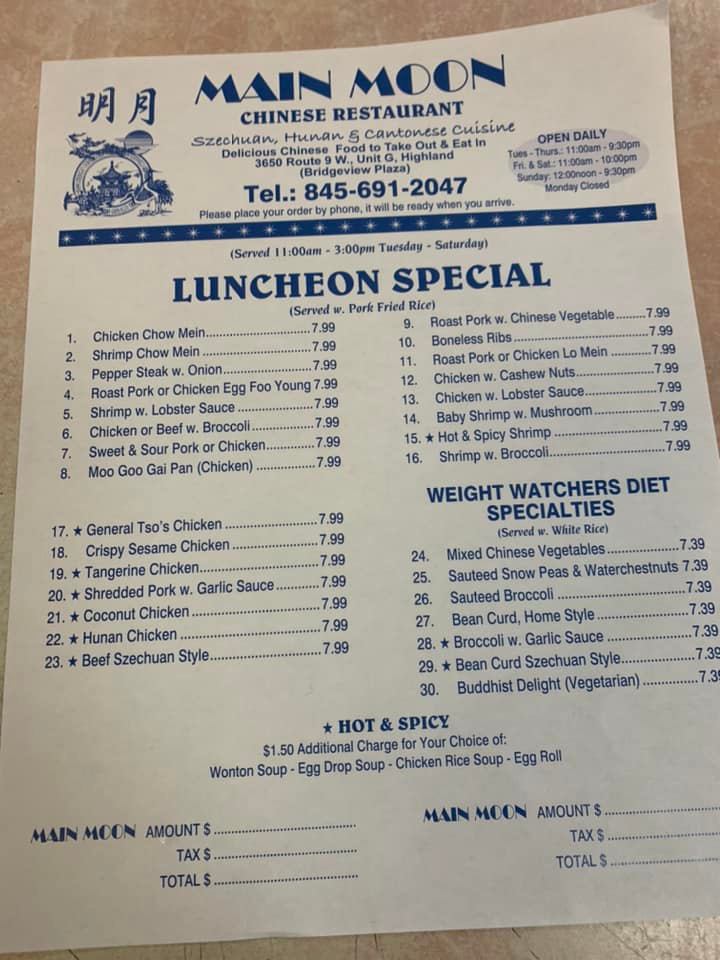 明月
MAIN MOON
CHINESE RESTAURANT
Szechuan, Hunan & Cantonese Cuisine
Delicious Chinese Food to Take Out & Eat In
3650 Route 9 W., Unit G, Highland
(Bridgeview Plaza)
Tel.: 845-691-2047
Please place your order by phone, it will be ready when you arrive.
OPEN DAILY
Tues - Thurs.: 11:00am - 9:30pm
Fri. & Sat.: 11:00am - 10:00pm
Sunday: 12:00noon - 9:30pm
Monday Closed
(Served 11:00am - 3:00pm Tuesday - Saturday)
LUNCHEON SPECIAL
(Served w. Pork Fried Rice)
1. Chicken Chow Mein..............................7.99
2. Shrimp Chow Mein ..............................7.99
3. Pepper Steak w. Onion.........................7.99
4. Roast Pork or Chicken Egg Foo Young 7.99
5. Shrimp w. Lobster Sauce ......................7.99
6. Chicken or Beef w. Broccoli...................7.99
7. Sweet & Sour Pork or Chicken................7.99
8. Moo Goo Gai Pan (Chicken) .................7.99
9. Roast Pork w. Chinese Vegetable.........7.99
10. Boneless Ribs ....................................7.99
11. Roast Pork or Chicken Lo Mein ...........7.99
12. Chicken w. Cashew Nuts.....................7.99
13. Chicken w. Lobster Sauce...................7.99
14. Baby Shrimp w. Mushroom..................7.99
15. ★ Hot & Spicy Shrimp ..........................7.99
16. Shrimp w. Broccoli..............................7.99
17. ★ General Tso's Chicken ......................7.99
18. Crispy Sesame Chicken .....................7.99
19. ★ Tangerine Chicken............................7.99
20. ★ Shredded Pork w. Garlic Sauce...........7.99
21. ★ Coconut Chicken ..............................7.99
22. ★ Hunan Chicken .................................7.99
23. ★ Beef Szechuan Style..........................7.99
WEIGHT WATCHERS DIET
SPECIALTIES
(Served w. White Rice)
24. Mixed Chinese Vegetables..................7.39
25. Sauteed Snow Peas & Waterchestnuts 7.39
26. Sauteed Broccoli ................................7.39
27. Bean Curd, Home Style.......................7.39
28. ★ Broccoli w. Garlic Sauce ....................7.39
29. ★ Bean Curd Szechuan Style.................7.39
30. Buddhist Delight (Vegetarian) ..............7.39
★ HOT & SPICY
$1.50 Additional Charge for Your Choice of:
Wonton Soup - Egg Drop Soup - Chicken Rice Soup - Egg Roll
MAIN MOON AMOUNT $ ....................................
TAX $ ....................................
TOTAL $ ....................................
MAIN MOON AMOUNT $ ....................................
TAX $ ....................................
TOTAL $ ....................................